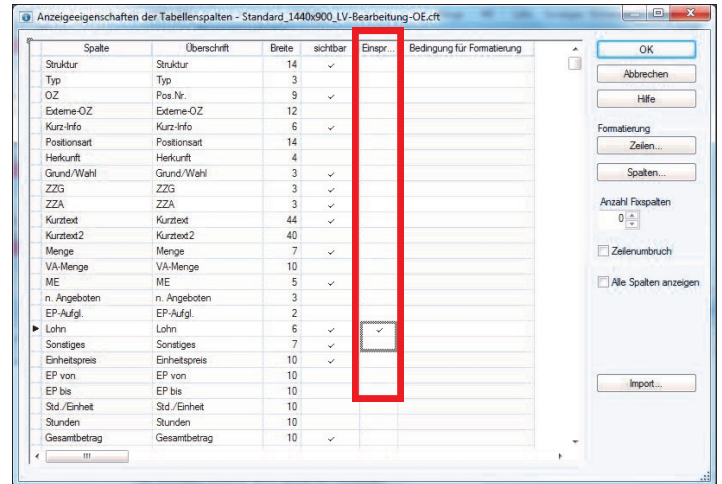 Anzeigeeigenschaften der Tabellenspalten - Standard_1440x900_LV-Bearbeitung-OE.cft
Spalte Überschrift Breite sichtbar Einspr... Bedingung für Formatierung
Struktur Struktur 14 ✓
Typ Typ 3
OZ Pos.Nr. 9 ✓
Externe-OZ Externe-OZ 12
Kurz-Info Kurz-Info 6 ✓
Positionsart Positionsart 14
Herkunft Herkunft 4
Grund/Wahl Grund/Wahl 3 ✓
ZZG ZZG 3 ✓
ZZA ZZA 3 ✓
Kurztext Kurztext 44 ✓
Kurztext2 Kurztext2 40
Menge Menge 7 ✓
VA-Menge VA-Menge 10
ME ME 5 ✓
n. Angeboten n. Angeboten 3
EP-Aufgl. EP-Aufgl. 2
Lohn Lohn 6 ✓ ✓
Sonstiges Sonstiges 7 ✓
Einheitspreis Einheitspreis 10 ✓
EP von EP von 10
EP bis EP bis 10
Std./Einheit Std./Einheit 10
Stunden Stunden 10
Gesamtbetrag Gesamtbetrag 10 ✓
OK
Abbrechen
Hilfe
Formatierung
Zeilen...
Spalten...
Anzahl Fixspalten
0
Zeilenumbruch
Alle Spalten anzeigen
Import...